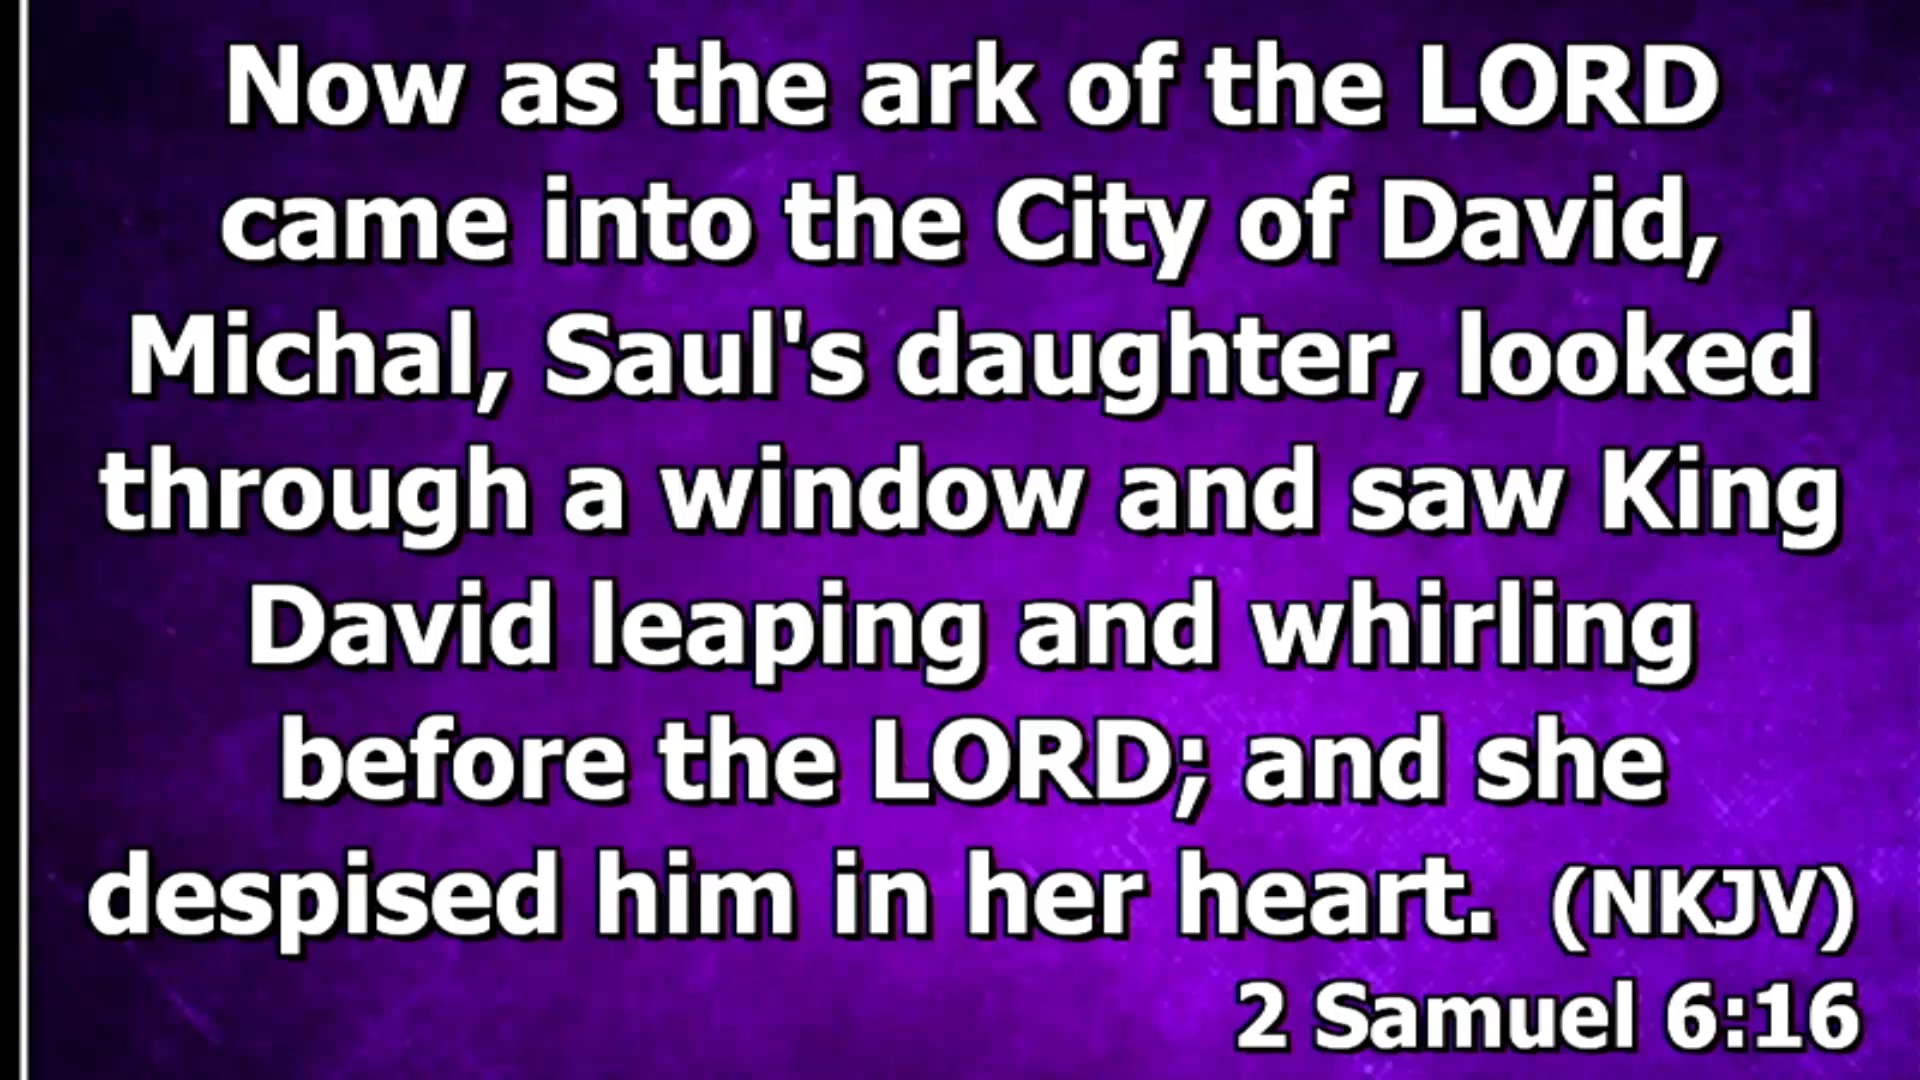 Now as the ark of the LORD
came into the City of David,
Michal, Saul's daughter, looked
through a window and saw King
David leaping and whirling
before the LORD; and she
despised him in her heart. (NKJV)
2 Samuel 6:16